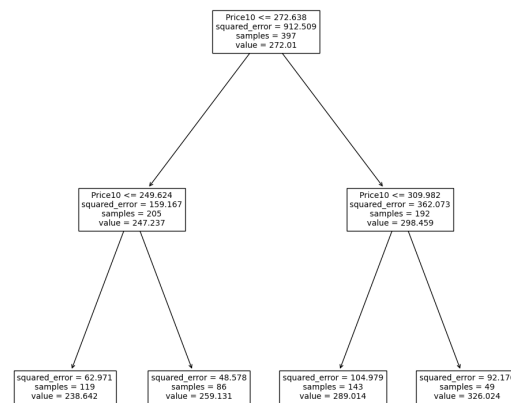 Price10 <= 272.638
squared_error = 912.509
samples = 397
value = 272.01
Price10 <= 249.624
squared_error = 159.167
samples = 205
value = 247.237
Price10 <= 309.982
squared_error = 362.073
samples = 192
value = 298.459
squared_error = 62.971
samples = 119
value = 238.642
squared_error = 48.578
samples = 86
value = 259.131
squared_error = 104.979
samples = 143
value = 289.014
squared_error = 92.170
samples = 49
value = 326.024